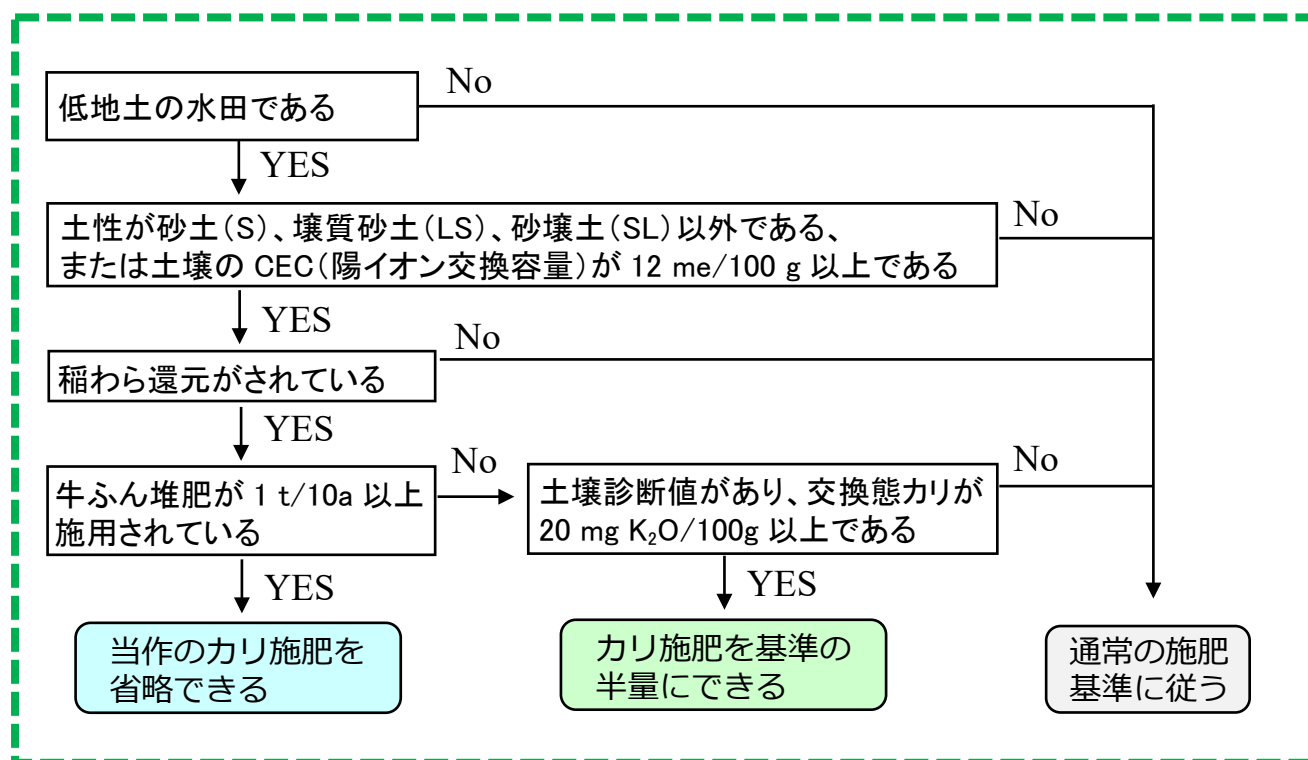 No
低地土の水田である
YES
土性が砂土(S)、壌質砂土(LS)、砂壌土(SL)以外である、
または土壌の CEC(陽イオン交換容量)が 12 me/100 g 以上である
No
YES
稲わら還元がされている
No
YES
牛ふん堆肥が 1 t/10a 以上
施用されている
No
土壌診断値があり、交換態カリが
20 mg K₂O/100g 以上である
No
YES
YES
当作のカリ施肥を
省略できる
カリ施肥を基準の
半量にできる
通常の施肥
基準に従う